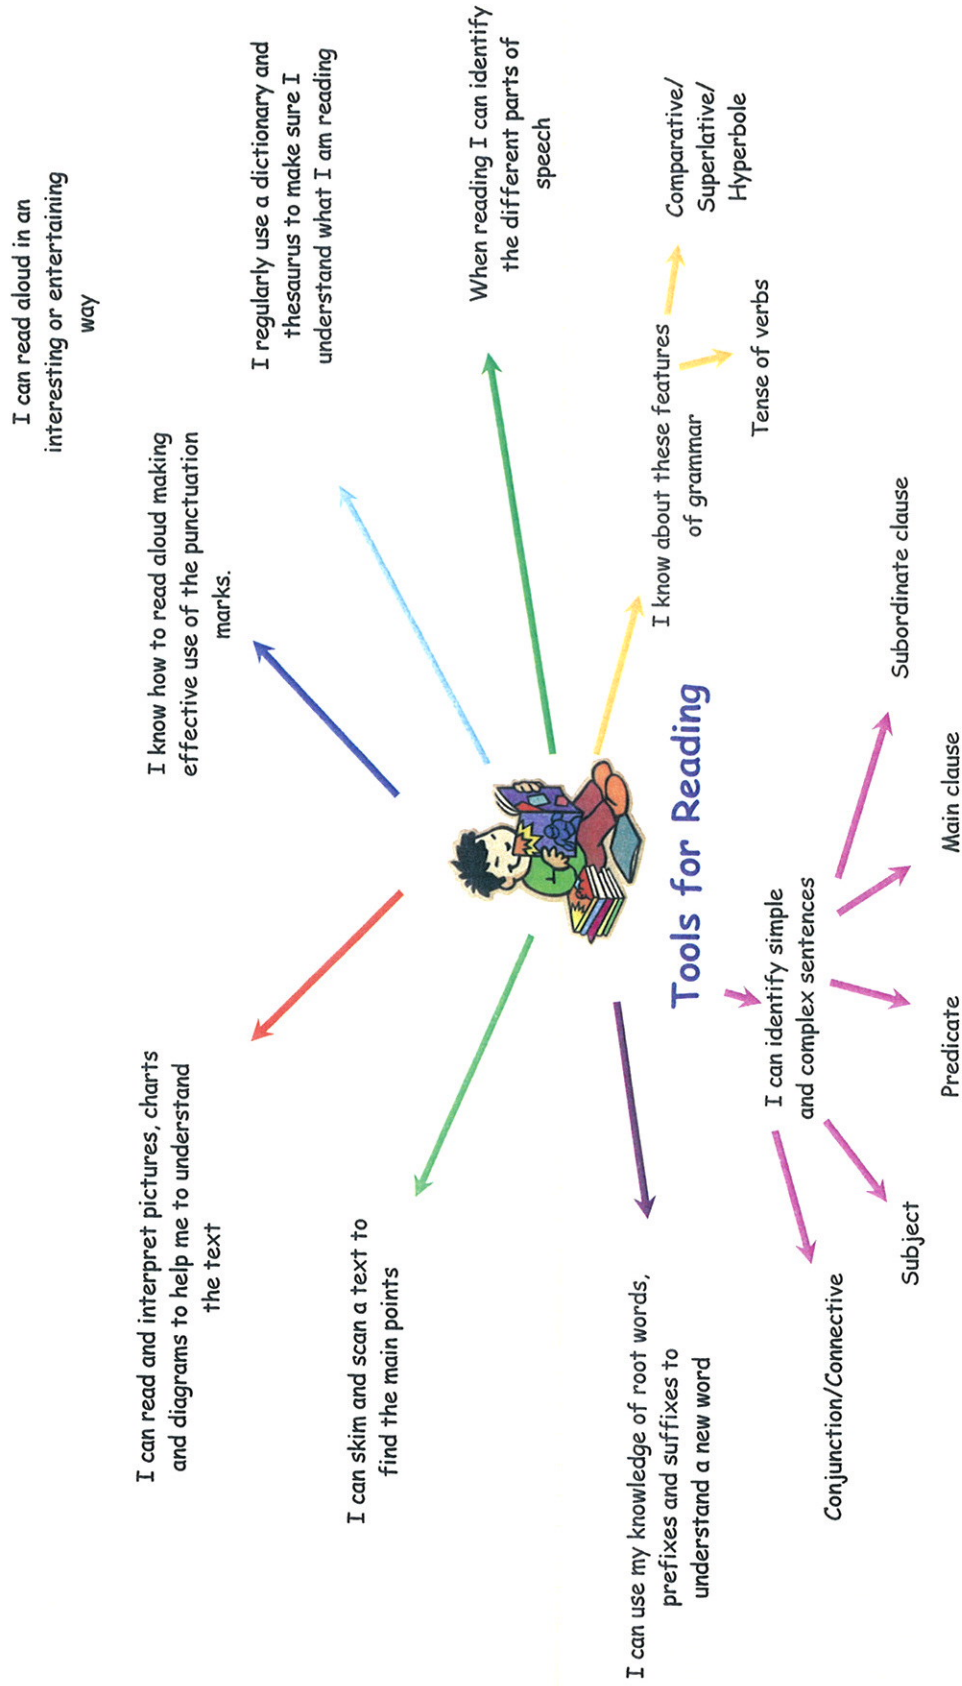 I can read aloud in an
interesting or entertaining
way
I know how to read aloud making
effective use of the punctuation
marks.
I can read and interpret pictures, charts
and diagrams to help me to understand
the text
I regularly use a dictionary and
thesaurus to make sure I
understand what I am reading
I can skim and scan a text to
find the main points
When reading I can identify
the different parts of
speech
I can use my knowledge of root words,
prefixes and suffixes to
understand a new word
Tools for Reading
I know about these features
of grammar
Comparative/
Superlative/
Hyperbole
Tense of verbs
I can identify simple
and complex sentences
Conjunction/Connective
Subject
Predicate
Main clause
Subordinate clause